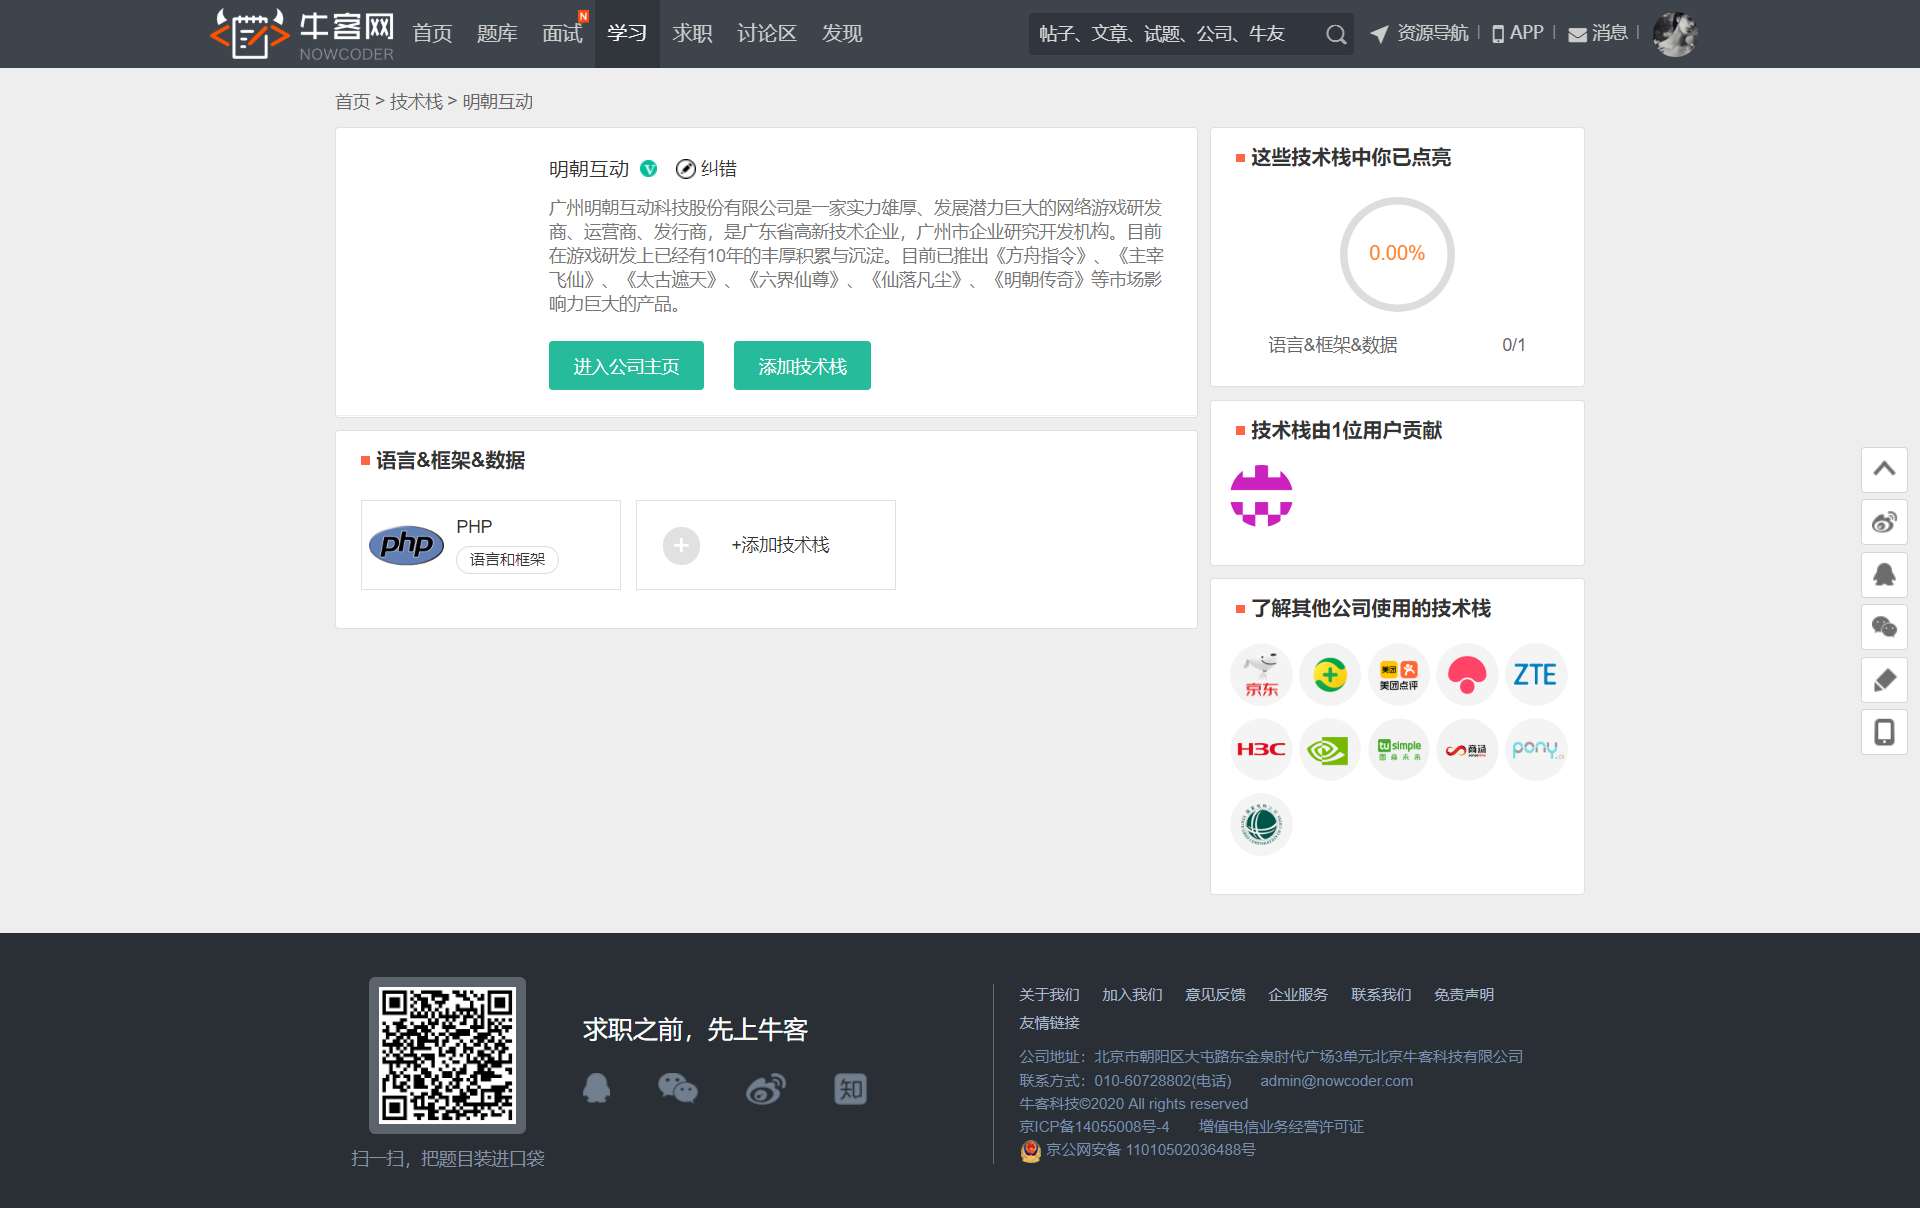 牛客网
NOWCODER
首页 题库 面试 N 学习 求职 讨论区 发现
帖子、文章、试题、公司、牛友
资源导航 APP 消息
首页 > 技术栈 > 明朝互动
明朝互动 V 纠错
广州明朝互动科技股份有限公司是一家实力雄厚、发展潜力巨大的网络游戏研发
商、运营商、发行商，是广东省高新技术企业，广州市企业研究开发机构。目前
在游戏研发上已经有10年的丰厚积累与沉淀。目前已推出《方舟指令》、《主宰
飞仙》、《太古遮天》、《六界仙尊》、《仙落凡尘》、《明朝传奇》等市场影
响力巨大的产品。
进入公司主页 添加技术栈
语言&框架&数据
php
PHP
语言和框架
+添加技术栈
这些技术栈中你已点亮
0.00%
语言&框架&数据 0/1
技术栈由1位用户贡献
了解其他公司使用的技术栈
京东
美团
美团点评
ZTE
H3C
tusimple
图森未来
商汤
pony.
求职之前，先上牛客
知
扫一扫，把题目装进口袋
关于我们 加入我们 意见反馈 企业服务 联系我们 免责声明
友情链接
公司地址：北京市朝阳区大屯路东金泉时代广场3单元北京牛客科技有限公司
联系方式：010-60728802(电话) admin@nowcoder.com
牛客科技©2020 All rights reserved
京ICP备14055008号-4 增值电信业务经营许可证
京公网安备 11010502036488号